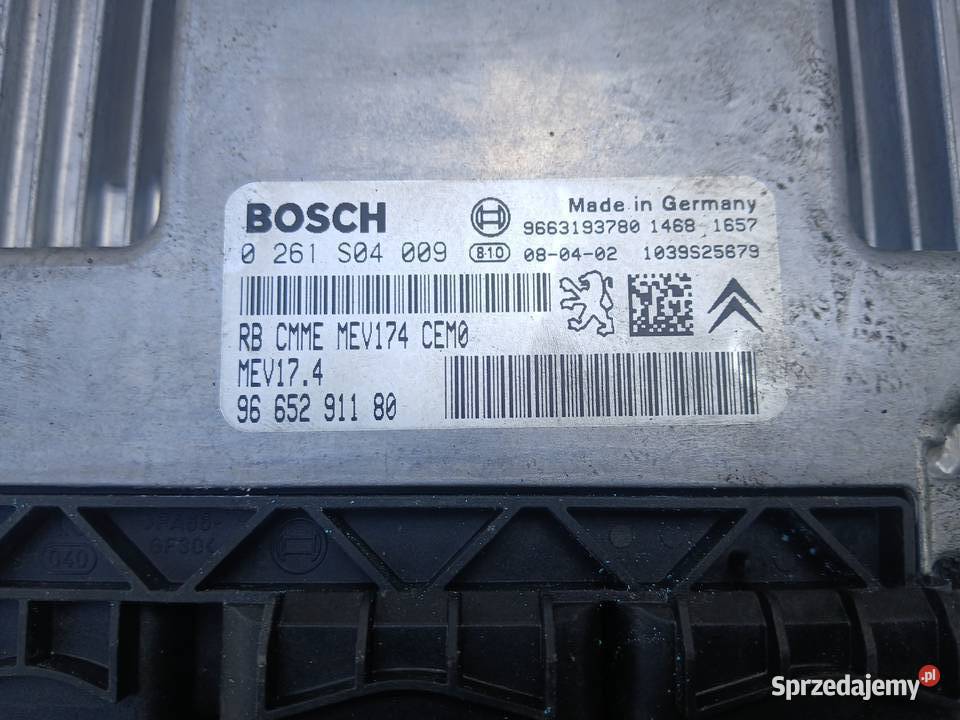 BOSCH
Made in Germany
9663193780 1468 1657
0 261 S04 009
810
08-04-02 1039S25679
RB CMME MEV174 CEM0
MEV17.4
96 652 911 80
040
Sprzedajemy.pl